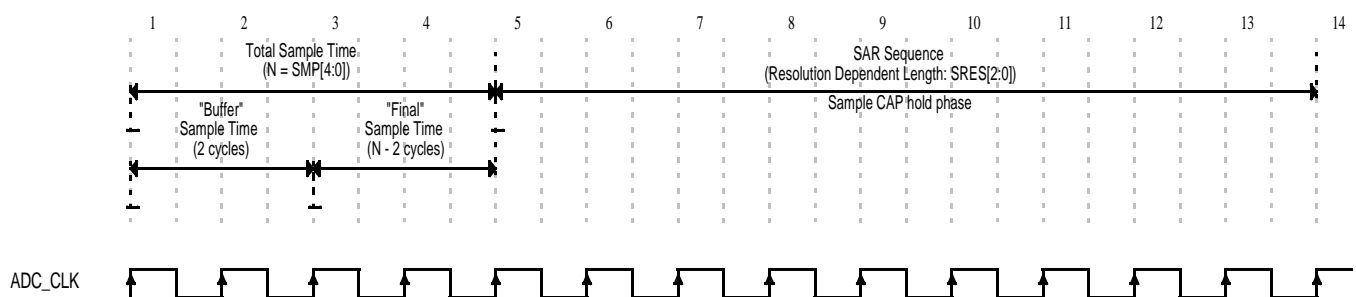 1 2 3 4 5 6 7 8 9 10 11 12 13 14
Total Sample Time
(N = SMP[4:0])
SAR Sequence
(Resolution Dependent Length: SRES[2:0])
Sample CAP hold phase
"Buffer"
Sample Time
(2 cycles)
"Final"
Sample Time
(N - 2 cycles)
ADC_CLK